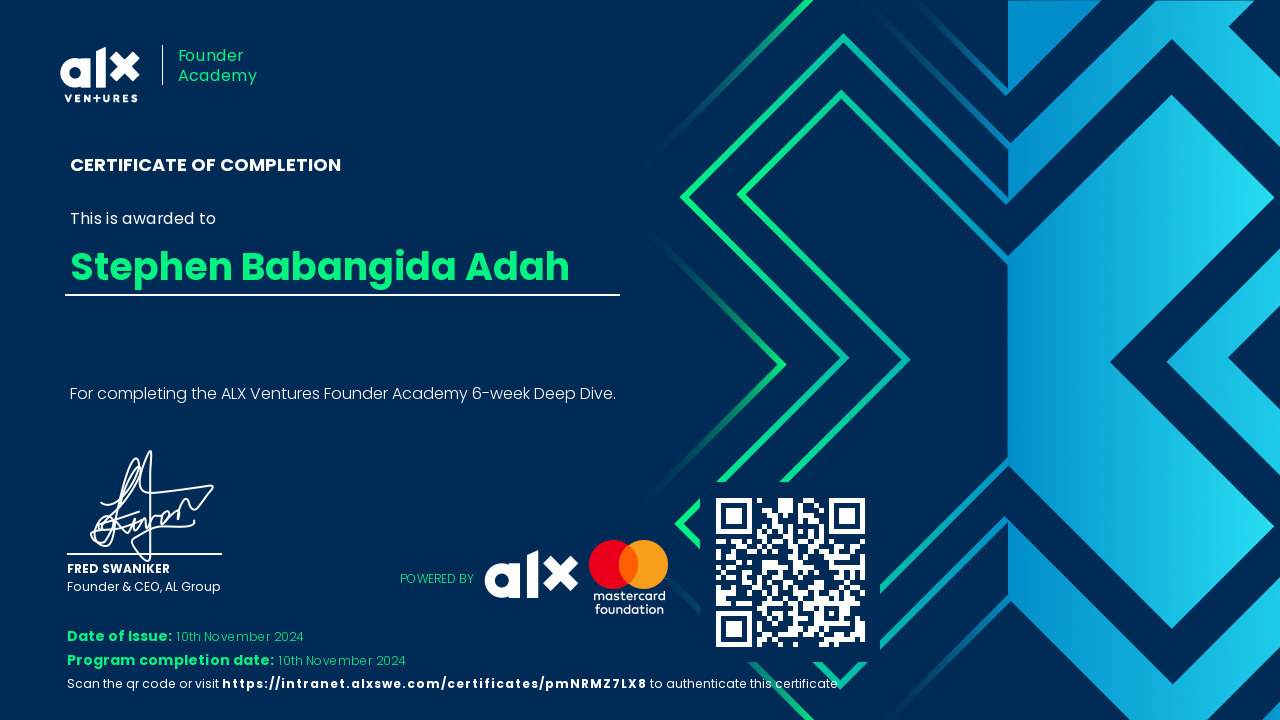 alx
VENTURES
Founder
Academy
CERTIFICATE OF COMPLETION
This is awarded to
Stephen Babangida Adah
For completing the ALX Ventures Founder Academy 6-week Deep Dive.
FRED SWANIKER
Founder & CEO, AL Group
POWERED BY alx
mastercard
foundation
Date of Issue: 10th November 2024
Program completion date: 10th November 2024
Scan the qr code or visit https://intranet.alxswe.com/certificates/pmNRMZ7LX8 to authenticate this certificate.